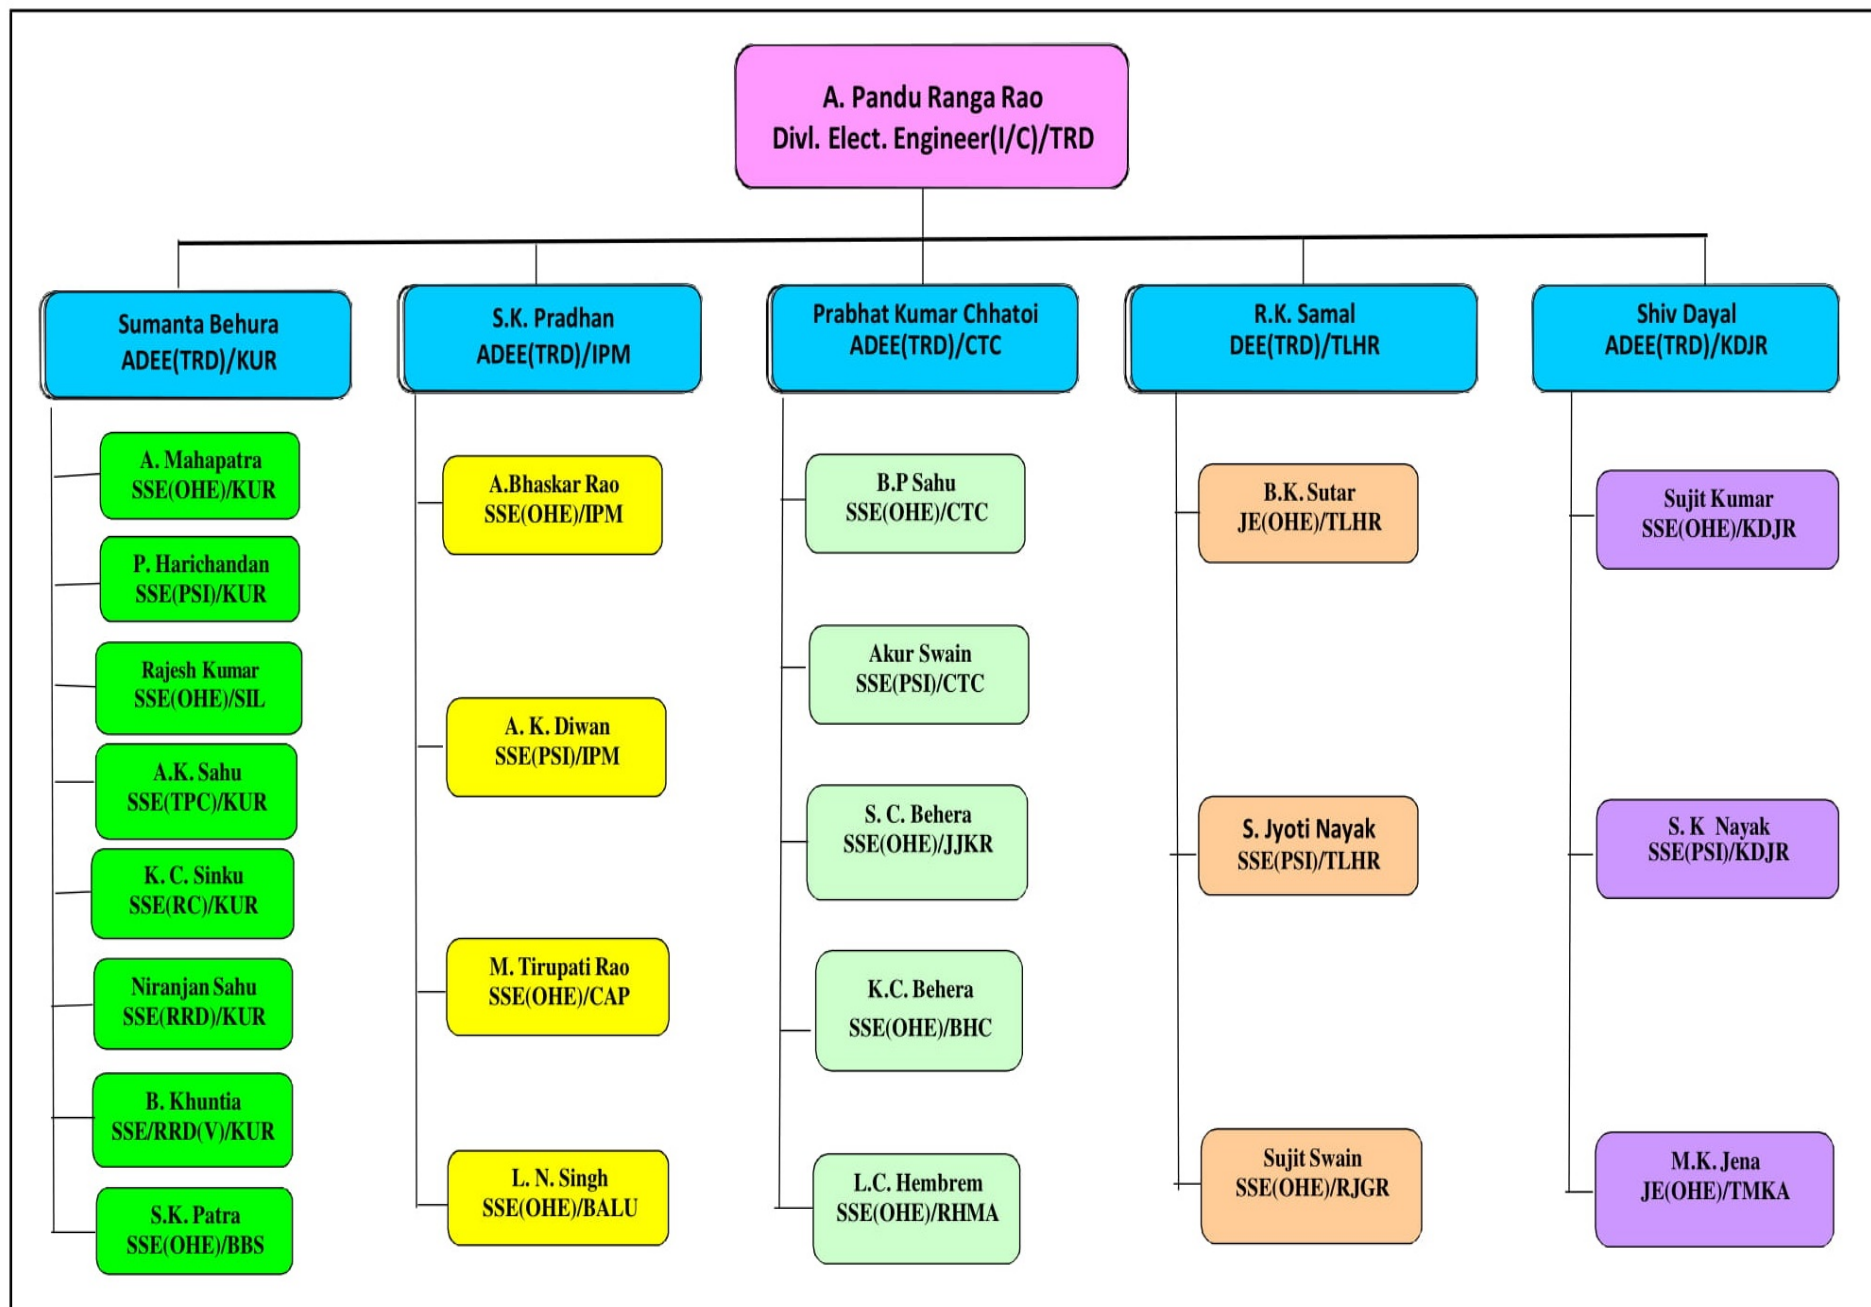 A. Pandu Ranga Rao
Divl. Elect. Engineer(I/C)/TRD
Sumanta Behura
ADEE(TRD)/KUR
S.K. Pradhan
ADEE(TRD)/IPM
Prabhat Kumar Chhatoi
ADEE(TRD)/CTC
R.K. Samal
DEE(TRD)/TLHR
Shiv Dayal
ADEE(TRD)/KDJR
A. Mahapatra
SSE(OHE)/KUR
P. Harichandan
SSE(PSI)/KUR
Rajesh Kumar
SSE(OHE)/SIL
A.K. Sahu
SSE(TPC)/KUR
K. C. Sinku
SSE(RC)/KUR
Niranjan Sahu
SSE(RRD)/KUR
B. Khuntia
SSE/RRD(V)/KUR
S.K. Patra
SSE(OHE)/BBS
A.Bhaskar Rao
SSE(OHE)/IPM
A. K. Diwan
SSE(PSI)/IPM
M. Tirupati Rao
SSE(OHE)/CAP
L. N. Singh
SSE(OHE)/BALU
B.P Sahu
SSE(OHE)/CTC
Akur Swain
SSE(PSI)/CTC
S. C. Behera
SSE(OHE)/JJKR
K.C. Behera
SSE(OHE)/BHC
L.C. Hembrem
SSE(OHE)/RHMA
B.K. Sutar
JE(OHE)/TLHR
S. Jyoti Nayak
SSE(PSI)/TLHR
Sujit Swain
SSE(OHE)/RJGR
Sujit Kumar
SSE(OHE)/KDJR
S. K Nayak
SSE(PSI)/KDJR
M.K. Jena
JE(OHE)/TMKA